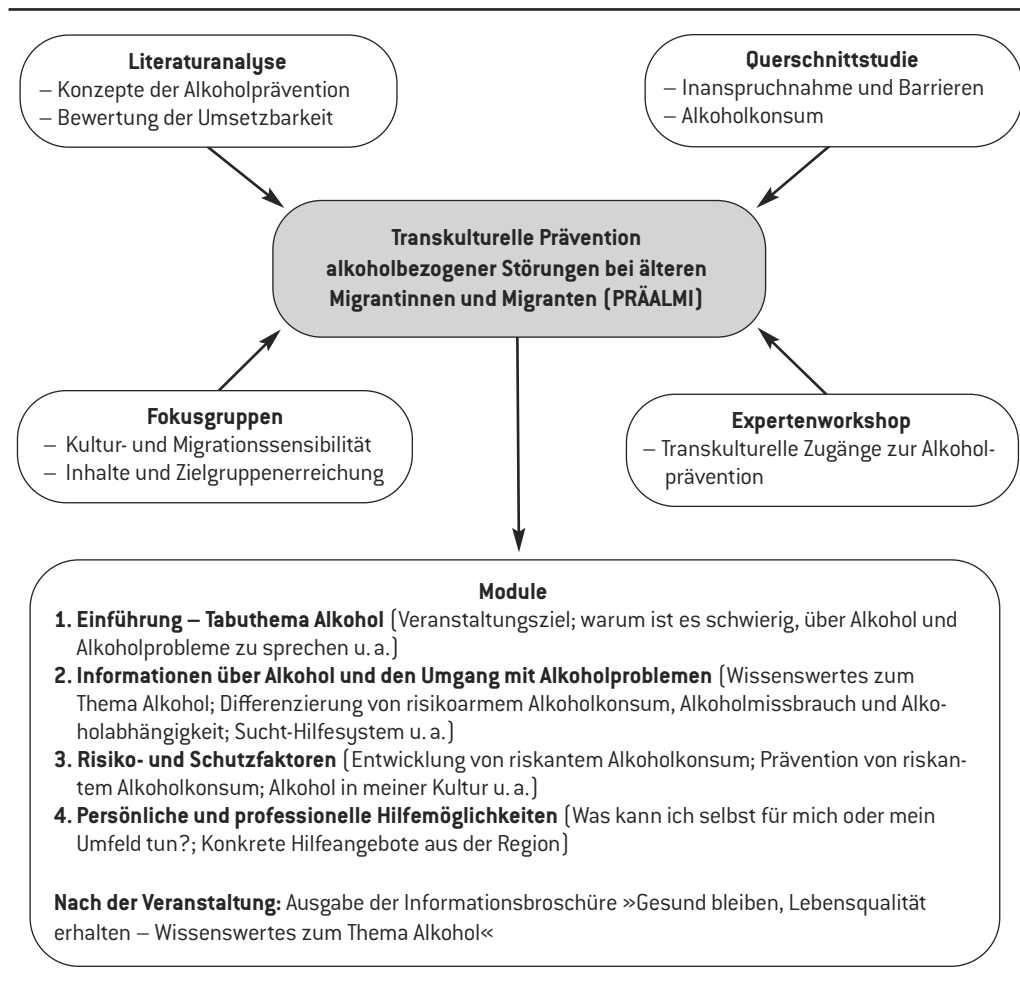 Literaturanalyse
– Konzepte der Alkoholprävention
– Bewertung der Umsetzbarkeit
Querschnittstudie
– Inanspruchnahme und Barrieren
– Alkoholkonsum
Transkulturelle Prävention
alkoholbezogener Störungen bei älteren
Migrantinnen und Migranten (PRÄALMI)
Fokusgruppen
– Kultur- und Migrationssensibilität
– Inhalte und Zielgruppenerreichung
Expertenworkshop
– Transkulturelle Zugänge zur Alkohol-
prävention
Module
1. Einführung – Tabuthema Alkohol (Veranstaltungsziel; warum ist es schwierig, über Alkohol und
Alkoholprobleme zu sprechen u. a.)
2. Informationen über Alkohol und den Umgang mit Alkoholproblemen (Wissenswertes zum
Thema Alkohol; Differenzierung von risikoarmem Alkoholkonsum, Alkoholmissbrauch und Alko-
holabhängigkeit; Sucht-Hilfesystem u. a.)
3. Risiko- und Schutzfaktoren (Entwicklung von riskantem Alkoholkonsum; Prävention von riskan-
tem Alkoholkonsum; Alkohol in meiner Kultur u. a.)
4. Persönliche und professionelle Hilfemöglichkeiten (Was kann ich selbst für mich oder mein
Umfeld tun?; Konkrete Hilfeangebote aus der Region)
Nach der Veranstaltung: Ausgabe der Informationsbroschüre »Gesund bleiben, Lebensqualität
erhalten – Wissenswertes zum Thema Alkohol«